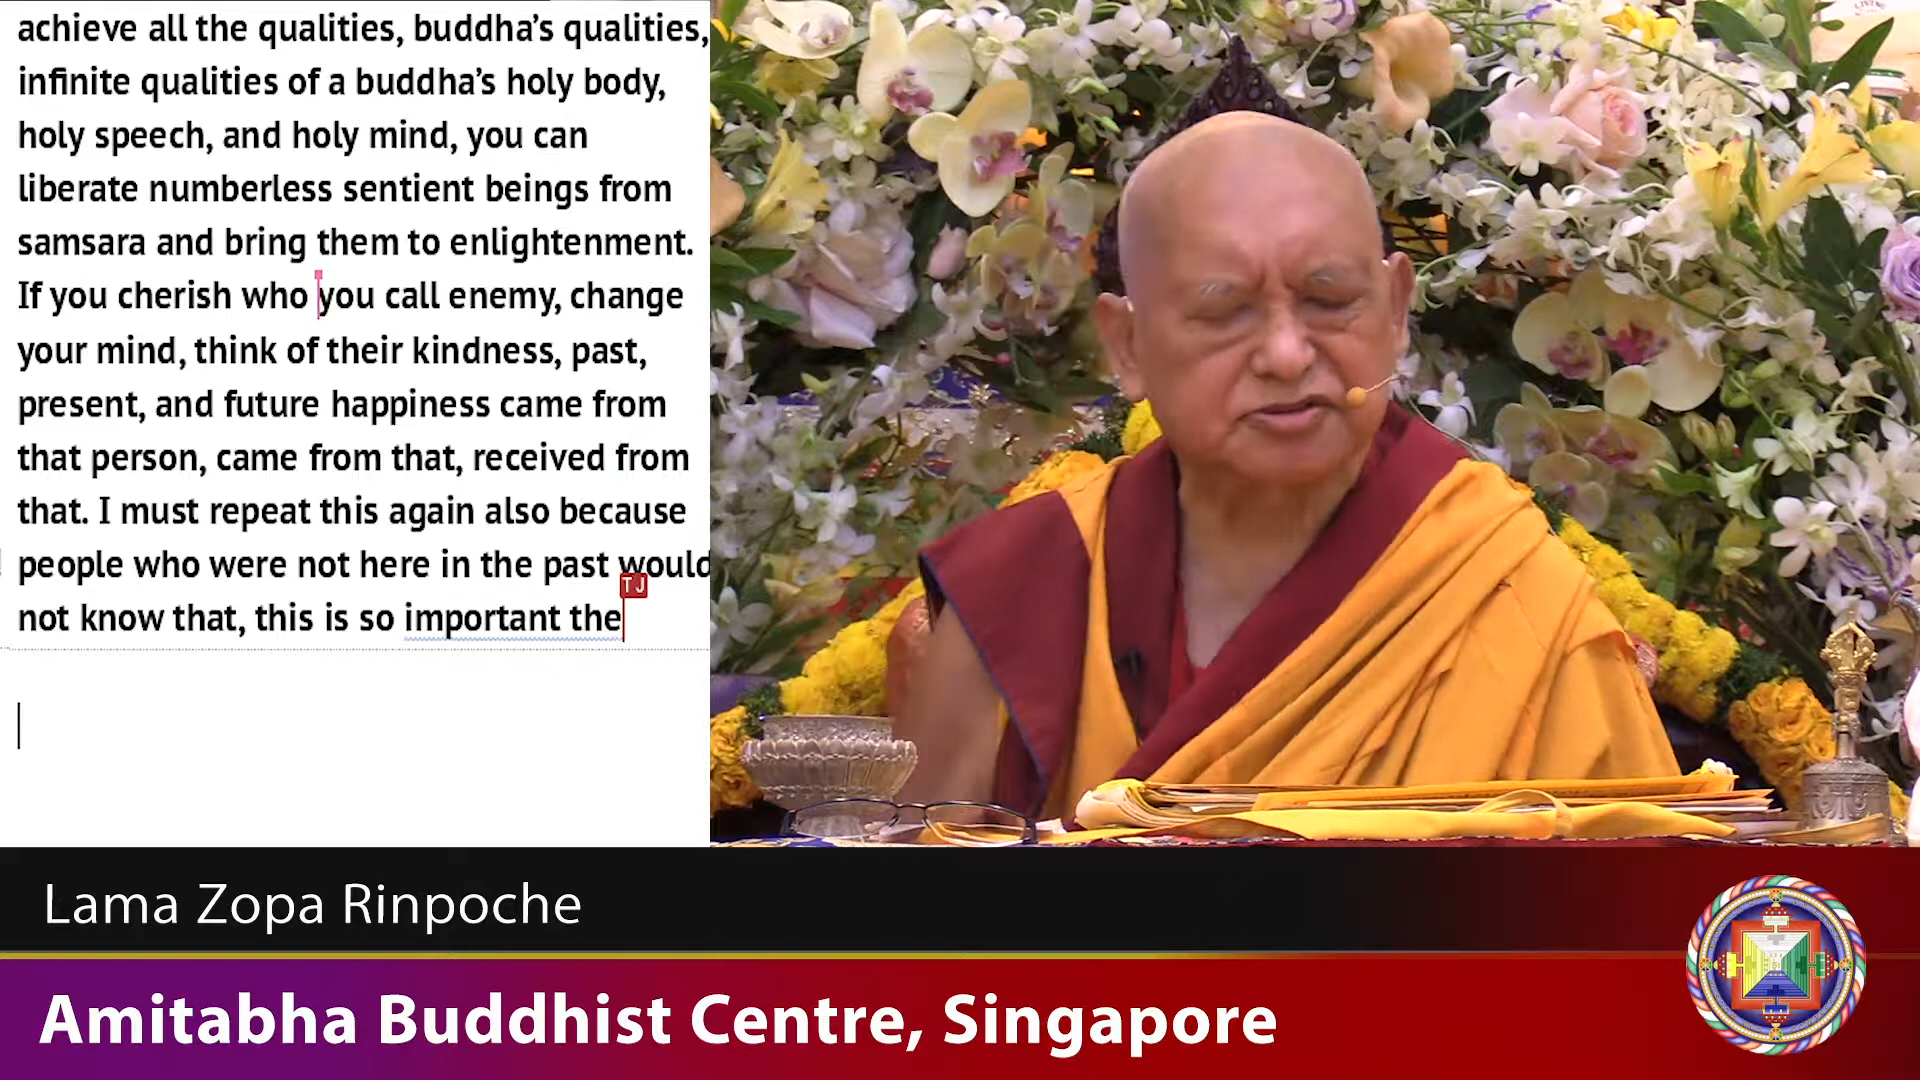 achieve all the qualities, buddha’s qualities,
infinite qualities of a buddha’s holy body,
holy speech, and holy mind, you can
liberate numberless sentient beings from
samsara and bring them to enlightenment.
If you cherish who you call enemy, change
your mind, think of their kindness, past,
present, and future happiness came from
that person, came from that, received from
that. I must repeat this again also because
people who were not here in the past would
TJ
not know that, this is so important the
Lama Zopa Rinpoche
Amitabha Buddhist Centre, Singapore